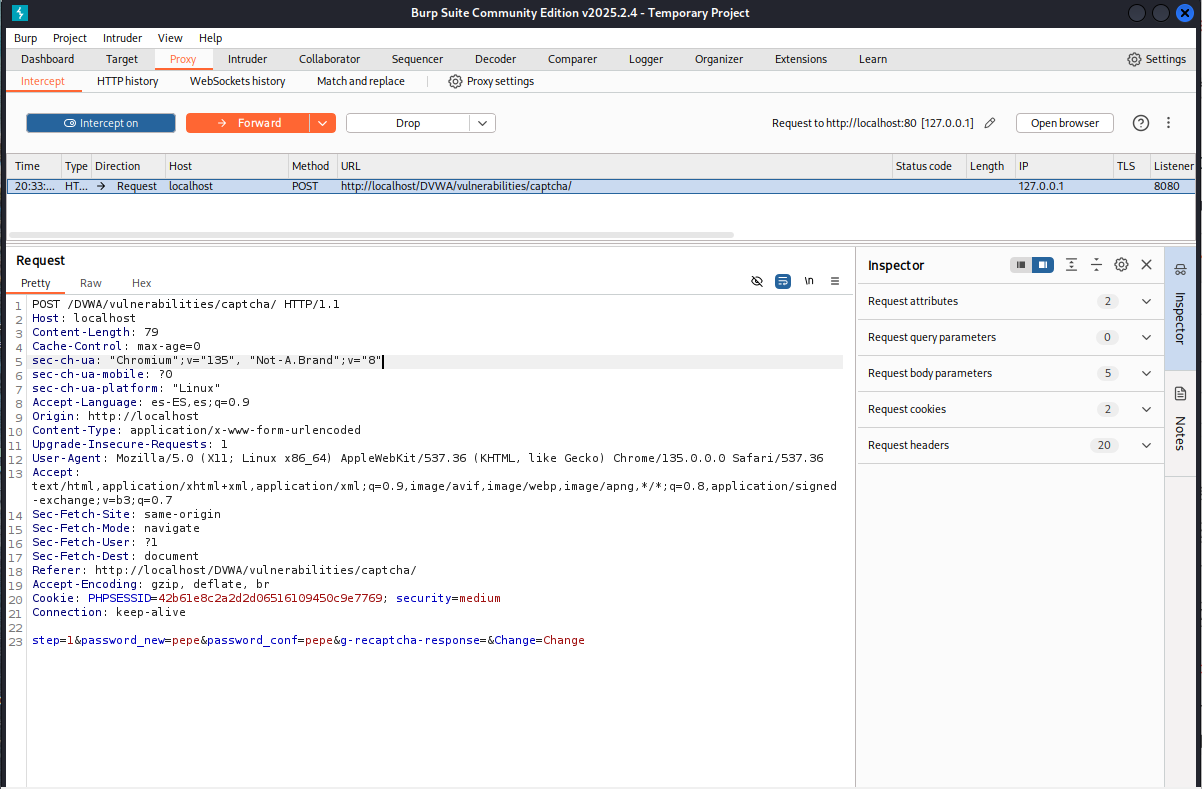 Burp Suite Community Edition v2025.2.4 - Temporary Project
Burp Project Intruder View Help
Dashboard Target Proxy Intruder Repeater Collaborator Sequencer Decoder Comparer Logger Organizer Extensions Learn Settings
Intercept HTTP history WebSockets history Match and replace Proxy settings
Intercept on Forward Drop Request to http://localhost:80 [127.0.0.1] Open browser
Time Type Direction Host Method URL Status code Length IP TLS Listener
20:33:... HT... → Request localhost POST http://localhost/DVWA/vulnerabilities/captcha/ 127.0.0.1 8080
Request
Pretty Raw Hex \n
1 POST /DVWA/vulnerabilities/captcha/ HTTP/1.1
2 Host: localhost
3 Content-Length: 79
4 Cache-Control: max-age=0
5 sec-ch-ua: "Chromium";v="135", "Not-A.Brand";v="8"
6 sec-ch-ua-mobile: ?0
7 sec-ch-ua-platform: "Linux"
8 Accept-Language: es-ES,es;q=0.9
9 Origin: http://localhost
10 Content-Type: application/x-www-form-urlencoded
11 Upgrade-Insecure-Requests: 1
12 User-Agent: Mozilla/5.0 (X11; Linux x86_64) AppleWebKit/537.36 (KHTML, like Gecko) Chrome/135.0.0.0 Safari/537.36
13 Accept:
text/html,application/xhtml+xml,application/xml;q=0.9,image/avif,image/webp,image/apng,*/*;q=0.8,application/signed
-exchange;v=b3;q=0.7
14 Sec-Fetch-Site: same-origin
15 Sec-Fetch-Mode: navigate
16 Sec-Fetch-User: ?1
17 Sec-Fetch-Dest: document
18 Referer: http://localhost/DVWA/vulnerabilities/captcha/
19 Accept-Encoding: gzip, deflate, br
20 Cookie: PHPSESSID=42b61e8c2a2d2d06516109450c9e7769; security=medium
21 Connection: keep-alive
22
23 step=1&password_new=pepe&password_conf=pepe&g-recaptcha-response=&Change=Change
Inspector
Request attributes 2
Request query parameters 0
Request body parameters 5
Request cookies 2
Request headers 20
Inspector
Notes